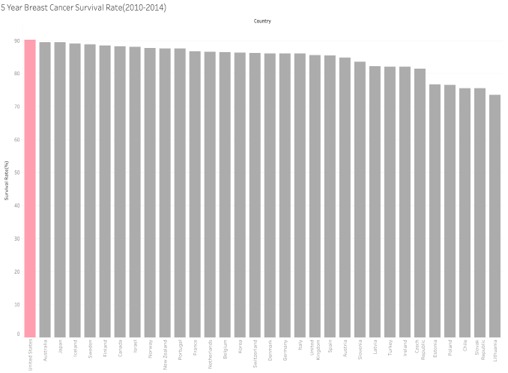 5 Year Breast Cancer Survival Rate(2010-2014)
Country
Survival Rate(%)
90
80
70
60
50
40
30
20
10
0
United States
Australia
Japan
Iceland
Sweden
Finland
Canada
Israel
Norway
New Zealand
Portugal
France
Netherlands
Belgium
Korea
Switzerland
Denmark
Germany
Italy
United
Kingdom
Spain
Austria
Slovenia
Latvia
Turkey
Ireland
Czech
Republic
Estonia
Poland
Chile
Slovak
Republic
Lithuania